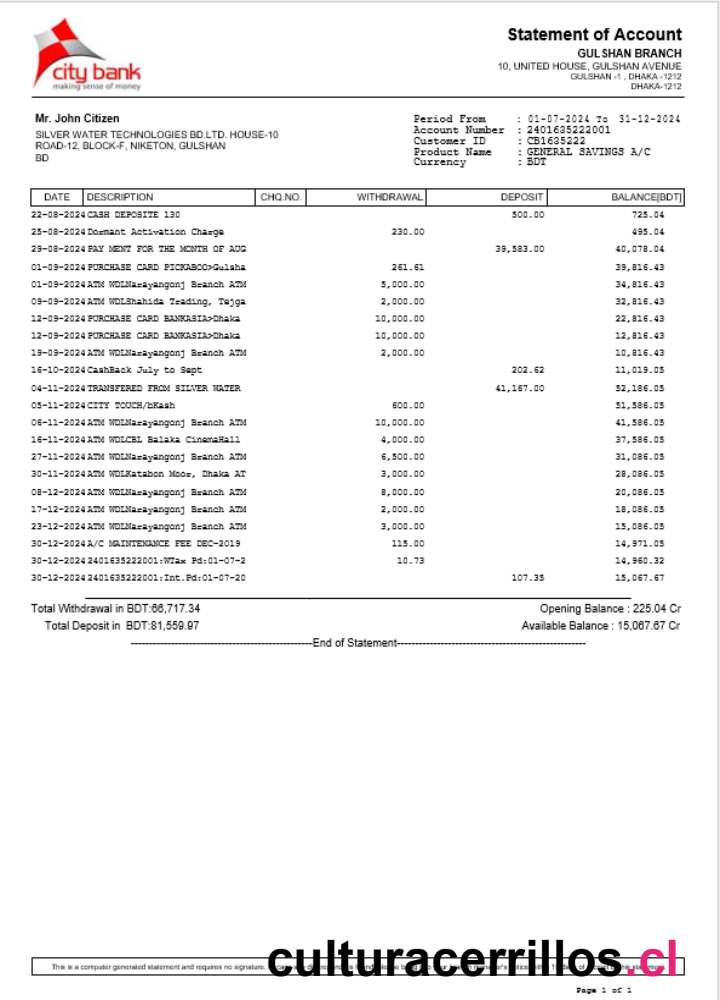 Statement of Account
GULSHAN BRANCH
10, UNITED HOUSE, GULSHAN AVENUE
GULSHAN -1 , DHAKA -1212
DHAKA-1212
city bank
making sense of money
Mr. John Citizen
SILVER WATER TECHNOLOGIES BD.LTD. HOUSE-10
ROAD-12, BLOCK-F, NIKETON, GULSHAN
BD
Period From : 01-07-2024 To 31-12-2024
Account Number : 2401635222001
Customer ID : CB1635222
Product Name : GENERAL SAVINGS A/C
Currency : BDT
DATE DESCRIPTION CHQ.NO. WITHDRAWAL DEPOSIT BALANCE[BDT]
22-08-2024 CASH DEPOSITE 130 500.00 725.04
25-08-2024 Dormant Activation Charge 230.00 495.04
29-08-2024 PAY MENT FOR THE MONTH OF AUG 39,583.00 40,078.04
01-09-2024 PURCHASE CARD PICKABOO>Gulsha 261.61 39,816.43
01-09-2024 ATM WDLNarayangonj Branch ATM 5,000.00 34,816.43
09-09-2024 ATM WDLShahida Trading, Tejga 2,000.00 32,816.43
12-09-2024 PURCHASE CARD BANKASIA>Dhaka 10,000.00 22,816.43
12-09-2024 PURCHASE CARD BANKASIA>Dhaka 10,000.00 12,816.43
19-09-2024 ATM WDLNarayangonj Branch ATM 2,000.00 10,816.43
16-10-2024 CashBack July to Sept 202.62 11,019.05
04-11-2024 TRANSFERED FROM SILVER WATER 41,167.00 52,186.05
05-11-2024 CITY TOUCH/bKash 600.00 51,586.05
06-11-2024 ATM WDLNarayangonj Branch ATM 10,000.00 41,586.05
16-11-2024 ATM WDLCBL Balaka CinemaHall 4,000.00 37,586.05
27-11-2024 ATM WDLNarayangonj Branch ATM 6,500.00 31,086.05
30-11-2024 ATM WDLKatabon Moor, Dhaka AT 3,000.00 28,086.05
08-12-2024 ATM WDLNarayangonj Branch ATM 8,000.00 20,086.05
17-12-2024 ATM WDLNarayangonj Branch ATM 2,000.00 18,086.05
23-12-2024 ATM WDLNarayangonj Branch ATM 3,000.00 15,086.05
30-12-2024 A/C MAINTENANCE FEE DEC-2019 115.00 14,971.05
30-12-2024 2401635222001:WTax Pd:01-07-2 10.73 14,960.32
30-12-2024 2401635222001:Int.Pd:01-07-20 107.35 15,067.67
Total Withdrawal in BDT:66,717.34 Opening Balance : 225.04 Cr
Total Deposit in BDT:81,559.97 Available Balance : 15,067.67 Cr
End of Statement
This is a computer generated statement and requires no signature.
culturacerrillos.cl
Page 1 of 1